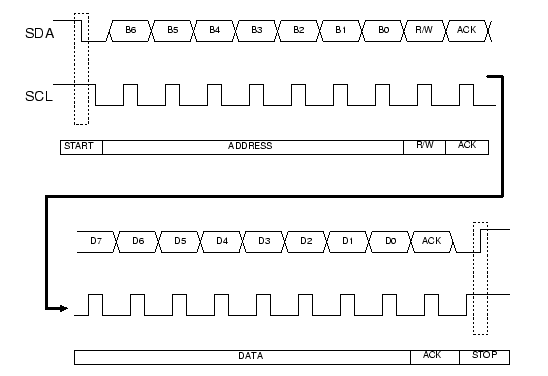 SDA B6 B5 B4 B3 B2 B1 B0 R/W ACK
SCL
START ADDRESS R/W ACK
D7 D6 D5 D4 D3 D2 D1 D0 ACK
DATA ACK STOP